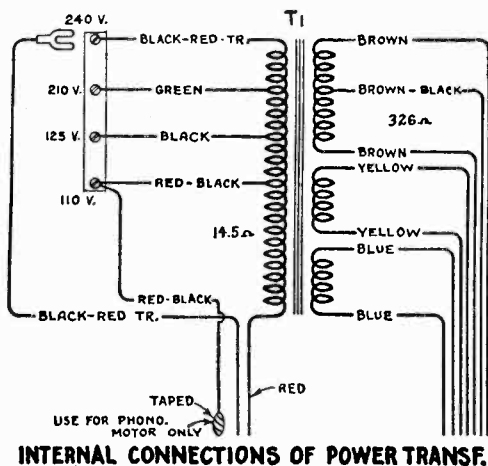 T1
240 V.
BLACK-RED-TR.
BROWN
210 V.
GREEN
BROWN-BLACK
326Ω
125 V.
BLACK
BROWN
YELLOW
RED-BLACK
110 V.
14.5Ω
YELLOW
BLUE
RED-BLACK
BLACK-RED TR.
BLUE
RED
TAPED
USE FOR PHONO.
MOTOR ONLY
INTERNAL CONNECTIONS OF POWER TRANSF.